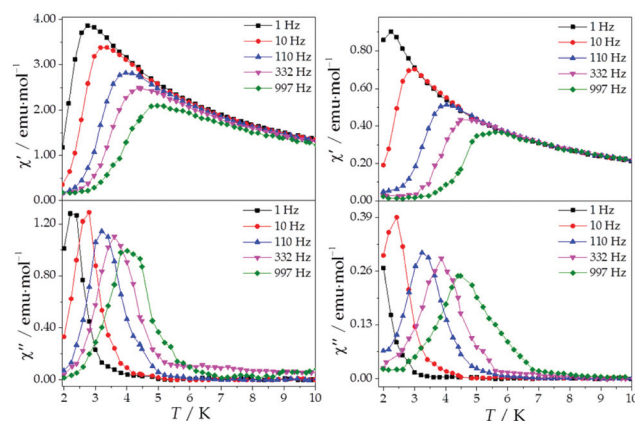 χ′ / emu·mol⁻¹
4.00
3.00
2.00
1.00
1 Hz
10 Hz
110 Hz
332 Hz
997 Hz
χ″ / emu·mol⁻¹
1.20
0.80
0.40
0.00
1 Hz
10 Hz
110 Hz
332 Hz
997 Hz
2 3 4 5 6 7 8 9 10
T / K
χ′ / emu·mol⁻¹
0.80
0.60
0.40
0.20
0.00
1 Hz
10 Hz
110 Hz
332 Hz
997 Hz
χ″ / emu·mol⁻¹
0.39
0.26
0.13
0.00
1 Hz
10 Hz
110 Hz
332 Hz
997 Hz
2 3 4 5 6 7 8 9 10
T / K